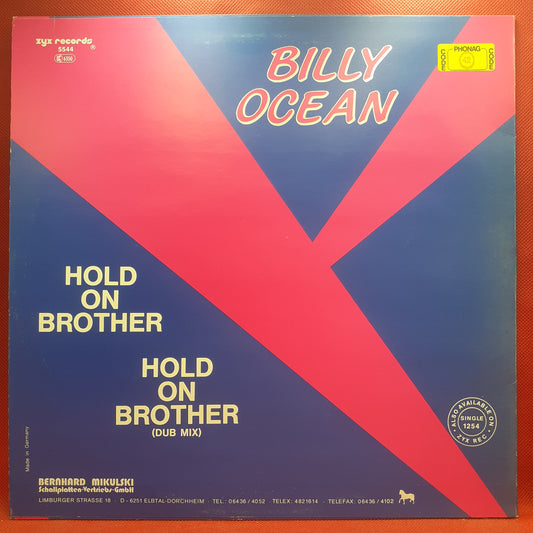 zyx records®
5544
BILLY
OCEAN
CODE PHONAG CODE
HOLD
ON
BROTHER
HOLD
ON
BROTHER
(DUB MIX)
ALSO AVAILABLE ON
SINGLE
1254
ZYX REC.
Made in Germany
BERNHARD MIKULSKI
Schallplatten-Vertriebs-GmbH
LIMBURGER STRASSE 18 · D - 6251 ELBTAL-DORCHHEIM · TEL.: 06436 / 4052 · TELEX: 4821614 · TELEFAX: 06436 / 4102